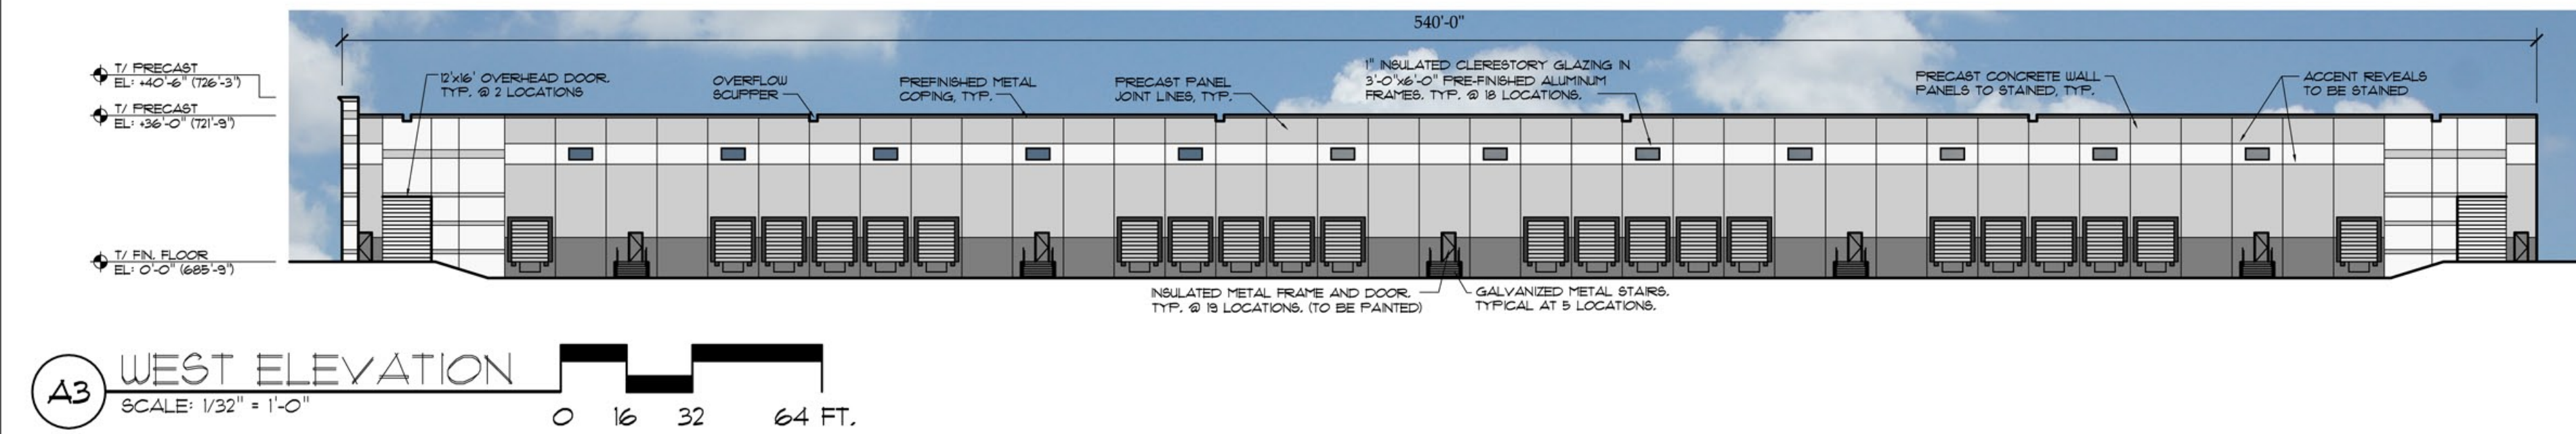 540'-0"
T/ PRECAST
EL: +40'-6" (726'-3")
T/ PRECAST
EL: +36'-0" (721'-9")
T/ FIN. FLOOR
EL: 0'-0" (685'-9")
12'x16' OVERHEAD DOOR.
TYP. @ 2 LOCATIONS
OVERFLOW
SCUPPER
PREFINISHED METAL
COPING, TYP.
PRECAST PANEL
JOINT LINES, TYP.
1" INSULATED CLERESTORY GLAZING IN
3'-0"x6'-0" PRE-FINISHED ALUMINUM
FRAMES. TYP. @ 18 LOCATIONS.
PRECAST CONCRETE WALL
PANELS TO STAINED, TYP.
ACCENT REVEALS
TO BE STAINED
INSULATED METAL FRAME AND DOOR.
TYP. @ 19 LOCATIONS. (TO BE PAINTED)
GALVANIZED METAL STAIRS.
TYPICAL AT 5 LOCATIONS.
A3
WEST ELEVATION
SCALE: 1/32" = 1'-0"
0 16 32 64 FT.